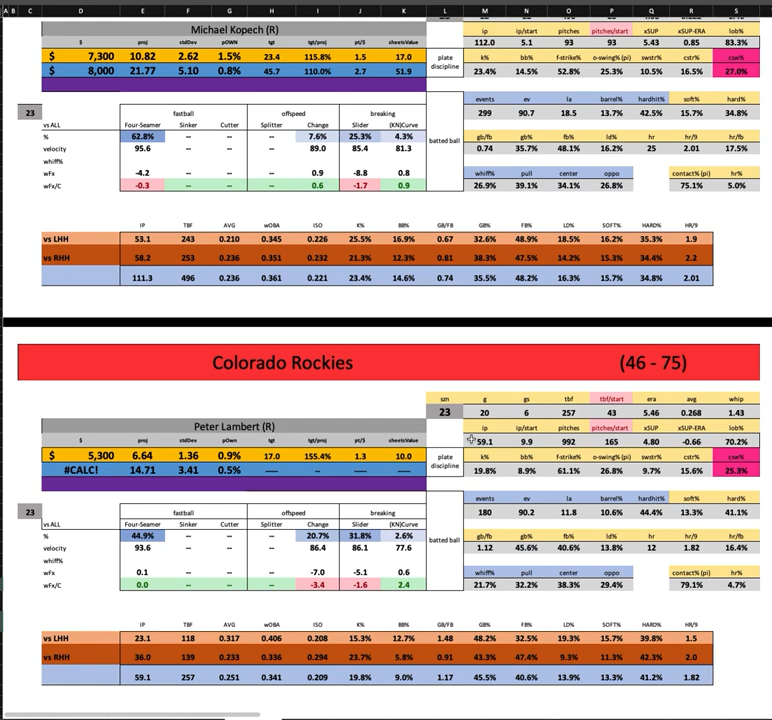 A B C D E F G H I J K L M N O P Q R S T
Michael Kopech (R)
ip ip/start pitches pitches/start xSUP xSUP-ERA lob%
$ proj stdDev pOWN tgt tgt/proj pt/$ sheetsValue
112.0 5.1 93 93 5.43 0.85 83.3%
$ 7,300 10.82 2.62 1.5% 23.4 115.8% 1.5 17.0
plate discipline
k% bb% f-strike% o-swing% (pi) swstr% cstr% csw%
$ 8,000 21.77 5.10 0.8% 45.7 110.0% 2.7 51.9
23.4% 14.5% 52.8% 25.3% 10.5% 16.5% 27.0%
events ev la barrel% hardhit% soft% hard%
23 fastball offspeed breaking
299 90.7 18.5 13.7% 42.5% 15.7% 34.8%
vs ALL Four-Seamer Sinker Cutter Splitter Change Slider (KN)Curve
% 62.8% -- -- -- 7.6% 25.3% 4.3%
batted ball
gb/fb gb% fb% ld% hr hr/9 hr/fb
velocity 95.6 -- -- -- 89.0 85.4 81.3
0.74 35.7% 48.1% 16.2% 25 2.01 17.5%
whiff%
wFx -4.2 -- -- -- 0.9 -8.8 0.8
whiff% pull center oppo contact% (pi) hr%
wFx/C -0.3 -- -- -- 0.6 -1.7 0.9
26.9% 39.1% 34.1% 26.8% 75.1% 5.0%
IP TBF AVG wOBA ISO K% BB% GB/FB GB% FB% LD% SOFT% HARD% HR/9
vs LHH 53.1 243 0.210 0.345 0.226 25.5% 16.9% 0.67 32.6% 48.9% 18.5% 16.2% 35.3% 1.9
vs RHH 58.2 253 0.236 0.351 0.232 21.3% 12.3% 0.81 38.3% 47.5% 14.2% 15.3% 34.4% 2.2
111.3 496 0.236 0.361 0.221 23.4% 14.6% 0.74 35.5% 48.2% 16.3% 15.7% 34.8% 2.01
Colorado Rockies (46 - 75)
szn g gs tbf tbf/start era avg whip
23 20 6 257 43 5.46 0.268 1.43
Peter Lambert (R)
ip ip/start pitches pitches/start xSUP xSUP-ERA lob%
$ proj stdDev pOwn tgt tgt/proj pt/$ sheetsValue
59.1 9.9 992 165 4.80 -0.66 70.2%
$ 5,300 6.64 1.36 0.9% 17.0 155.4% 1.3 10.0
plate discipline
k% bb% f-strike% o-swing% (pi) swstr% cstr% csw%
#CALC! 14.71 3.41 0.5% ----- ----- -- -----
19.8% 8.9% 61.1% 26.8% 9.7% 15.6% 25.3%
events ev la barrel% hardhit% soft% hard%
23 fastball offspeed breaking
180 90.2 11.8 10.6% 44.4% 13.3% 41.1%
vs ALL Four-Seamer Sinker Cutter Splitter Change Slider (KN)Curve
% 44.9% -- -- -- 20.7% 31.8% 2.6%
batted ball
gb/fb gb% fb% ld% hr hr/9 hr/fb
velocity 93.6 -- -- -- 86.4 86.1 77.6
1.12 45.6% 40.6% 13.8% 12 1.82 16.4%
whiff%
wFx 0.1 -- -- -- -7.0 -5.1 0.6
whiff% pull center oppo contact% (pi) hr%
wFx/C 0.0 -- -- -- -3.4 -1.6 2.4
21.7% 32.2% 38.3% 29.4% 79.1% 4.7%
IP TBF AVG wOBA ISO K% BB% GB/FB GB% FB% LD% SOFT% HARD% HR/9
vs LHH 23.1 118 0.317 0.406 0.208 15.3% 12.7% 1.48 48.2% 32.5% 19.3% 15.7% 39.8% 1.5
vs RHH 36.0 139 0.233 0.336 0.294 23.7% 5.8% 0.91 43.3% 47.4% 9.3% 11.3% 42.3% 2.0
59.1 257 0.251 0.341 0.209 19.8% 9.0% 1.17 45.5% 40.6% 13.9% 13.3% 41.2% 1.82